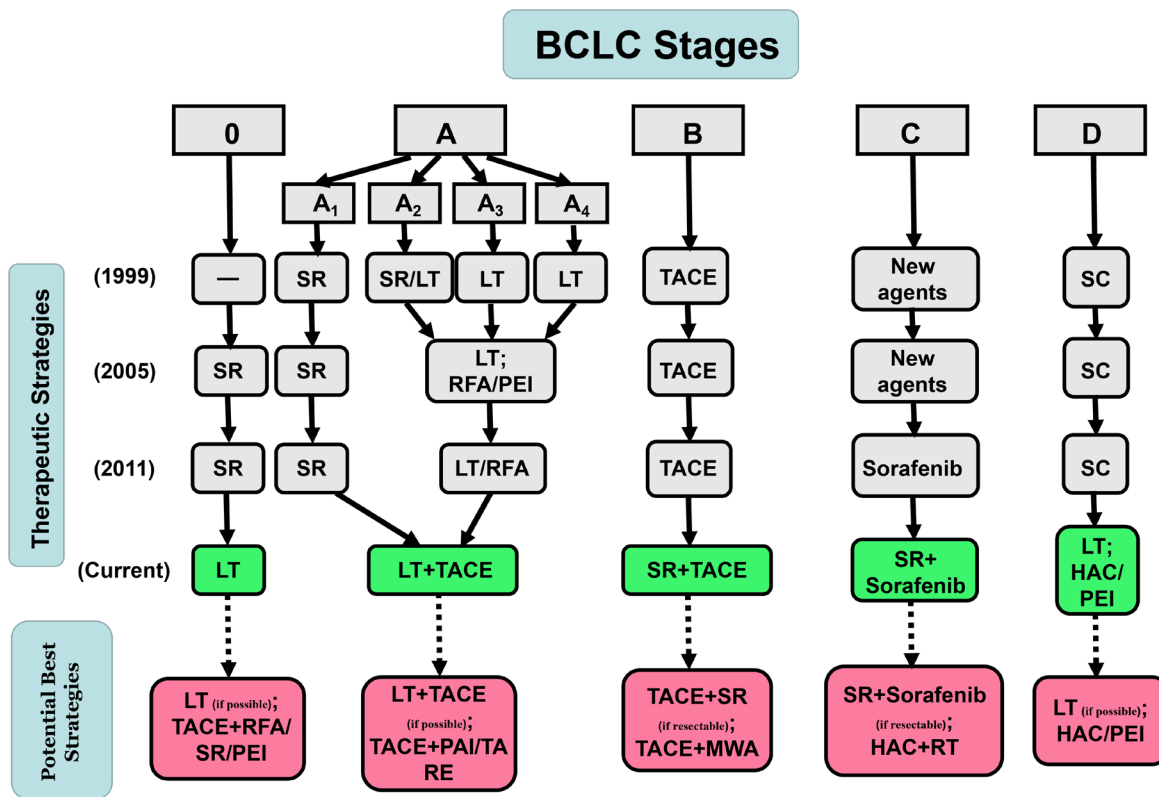 BCLC Stages
0
A
B
C
D
A1
A2
A3
A4
Therapeutic Strategies
(1999)
—
SR
SR/LT
LT
LT
TACE
New
agents
SC
(2005)
SR
SR
LT;
RFA/PEI
TACE
New
agents
SC
(2011)
SR
SR
LT/RFA
TACE
Sorafenib
SC
(Current)
LT
LT+TACE
SR+TACE
SR+
Sorafenib
LT;
HAC/
PEI
Potential Best
Strategies
LT (if possible);
TACE+RFA/
SR/PEI
LT+TACE
(if possible);
TACE+PAI/TA
RE
TACE+SR
(if resectable);
TACE+MWA
SR+Sorafenib
(if resectable);
HAC+RT
LT (if possible);
HAC/PEI